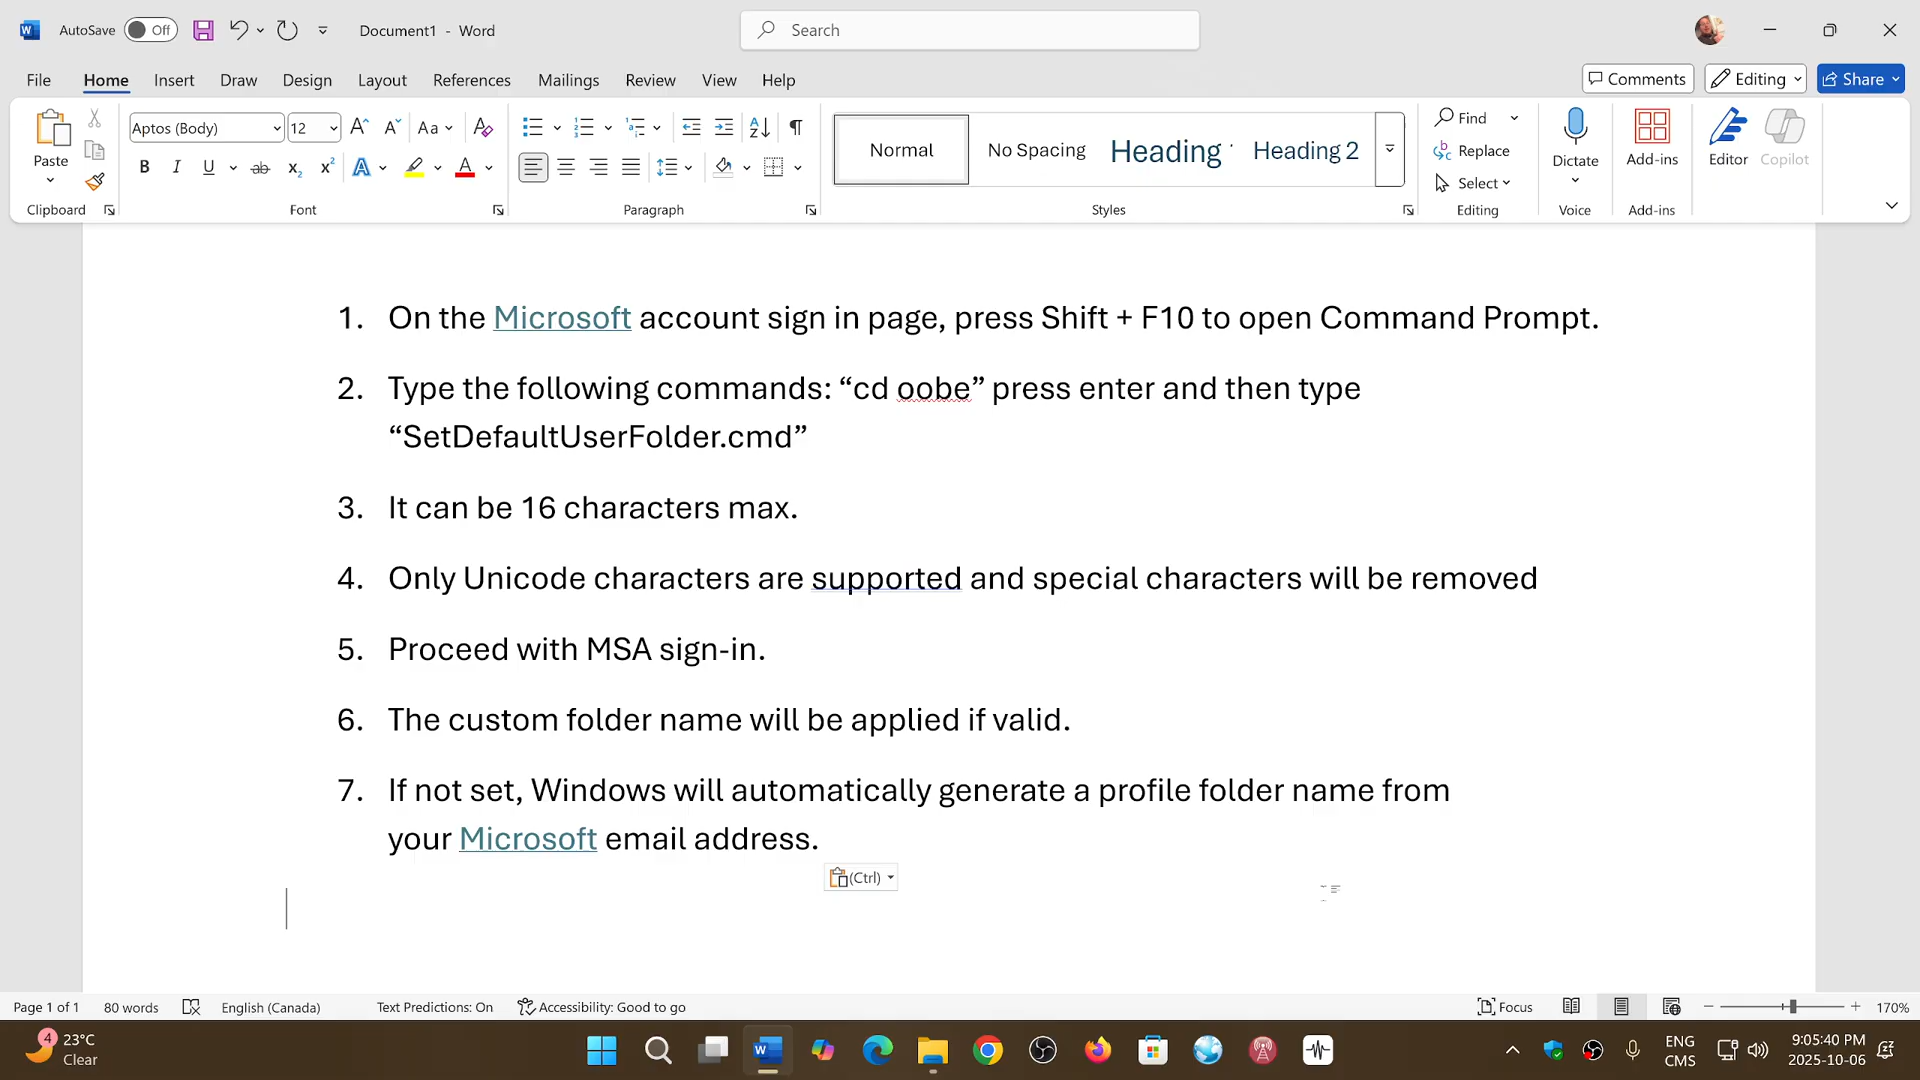 AutoSave Off Document1 - Word Search
File Home Insert Draw Design Layout References Mailings Review View Help Comments Editing Share
Paste Aptos (Body) 12 Aa Normal No Spacing Heading Heading 2 Find Replace Select Dictate Add-ins Editor Copilot
Clipboard Font Paragraph Styles Editing Voice Add-ins
1. On the Microsoft account sign in page, press Shift + F10 to open Command Prompt.
2. Type the following commands: “cd oobe” press enter and then type
“SetDefaultUserFolder.cmd”
3. It can be 16 characters max.
4. Only Unicode characters are supported and special characters will be removed
5. Proceed with MSA sign-in.
6. The custom folder name will be applied if valid.
7. If not set, Windows will automatically generate a profile folder name from
your Microsoft email address.
(Ctrl)
Page 1 of 1 80 words English (Canada) Text Predictions: On Accessibility: Good to go Focus 170%
4 23°C ENG 9:05:40 PM
Clear CMS 2025-10-06